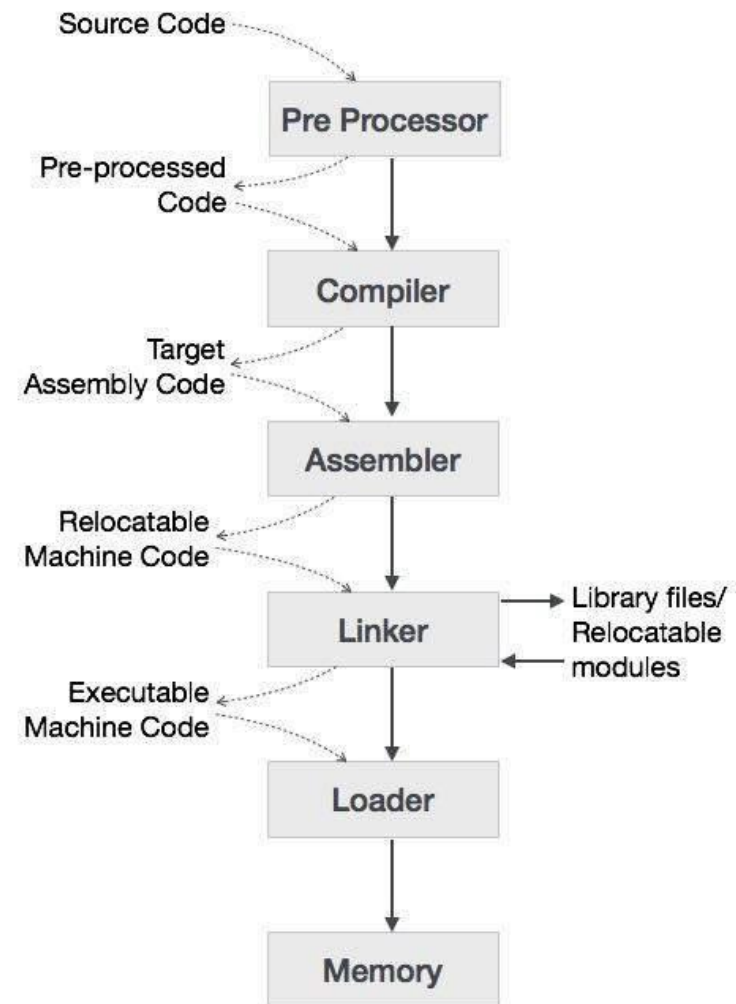 Source Code
Pre Processor
Pre-processed
Code
Compiler
Target
Assembly Code
Assembler
Relocatable
Machine Code
Linker
Library files/
Relocatable
modules
Executable
Machine Code
Loader
Memory